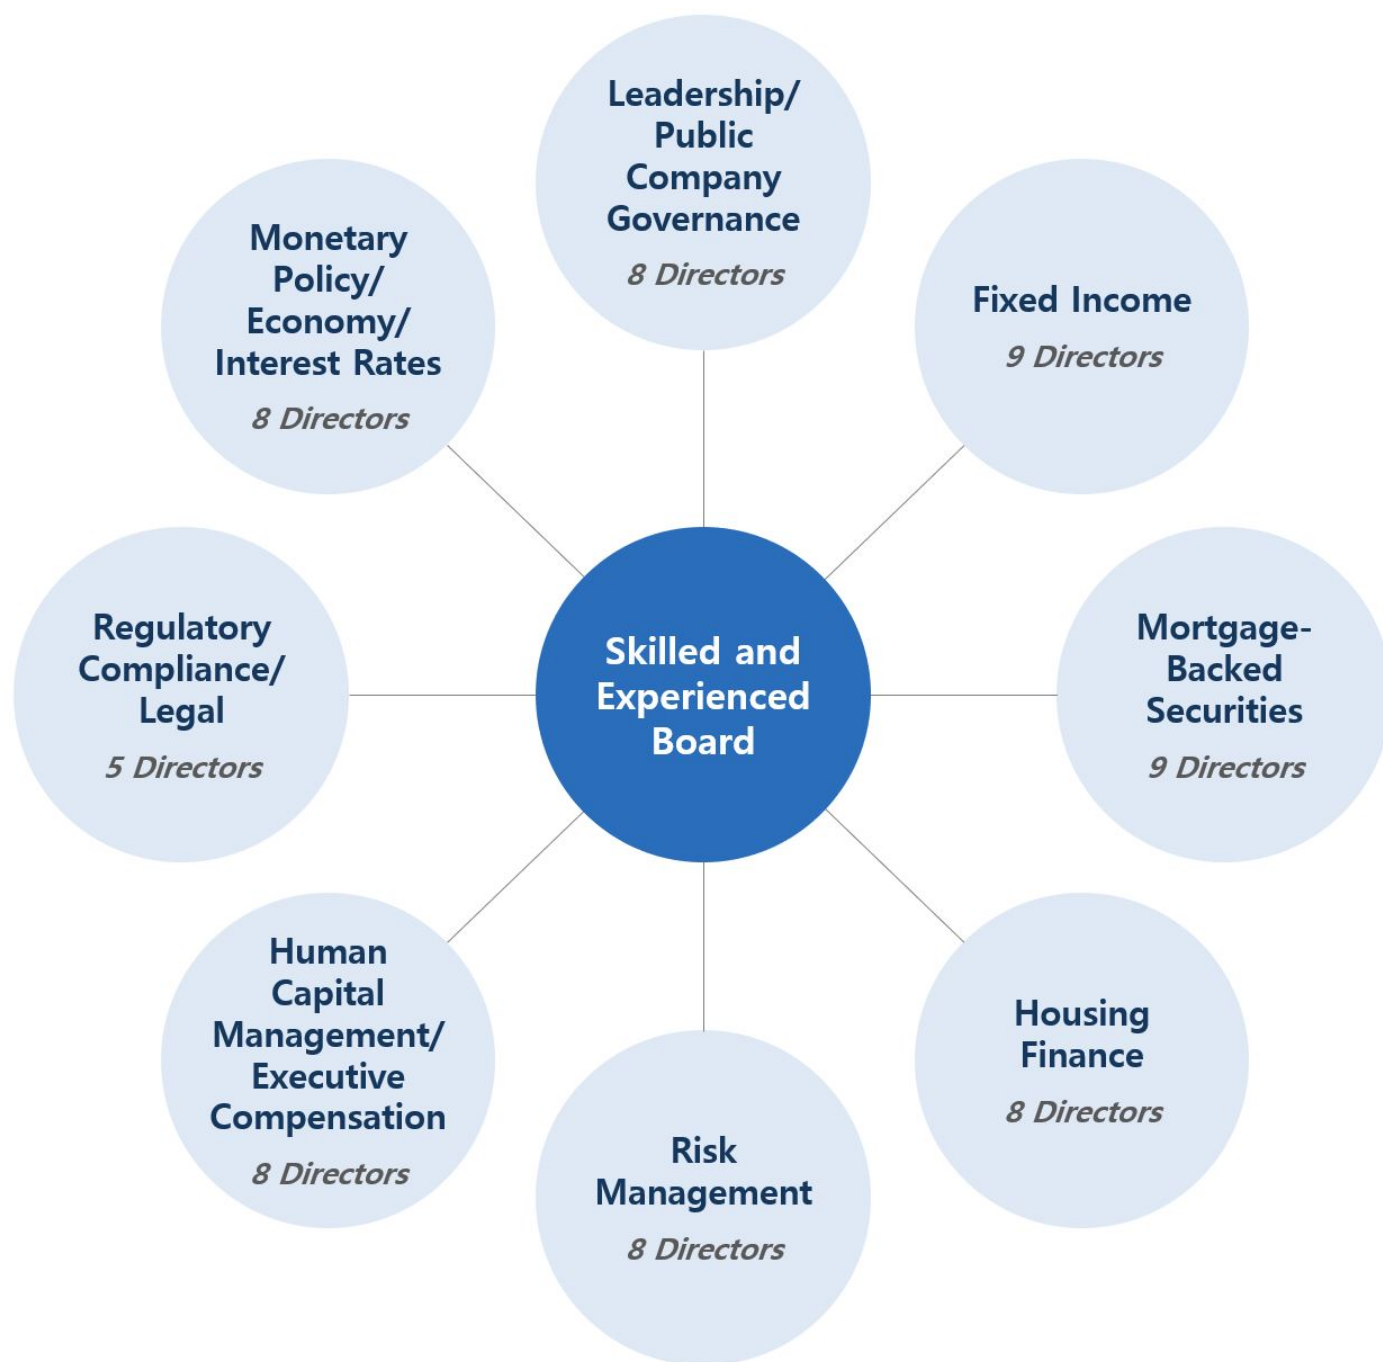 Leadership/
Public
Company
Governance
8 Directors
Fixed Income
9 Directors
Mortgage-
Backed
Securities
9 Directors
Housing
Finance
8 Directors
Risk
Management
8 Directors
Human
Capital
Management/
Executive
Compensation
8 Directors
Regulatory
Compliance/
Legal
5 Directors
Monetary
Policy/
Economy/
Interest Rates
8 Directors
Skilled and
Experienced
Board